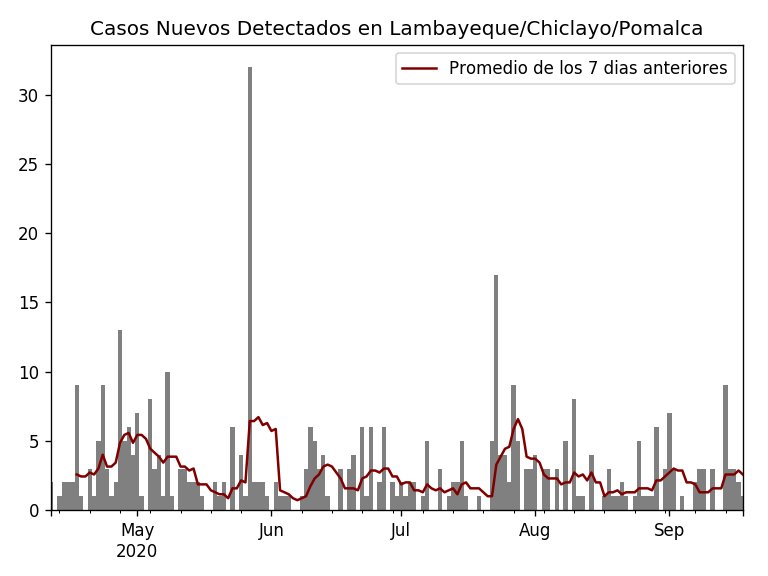 Casos Nuevos Detectados en Lambayeque/Chiclayo/Pomalca
Promedio de los 7 dias anteriores
30
25
20
15
10
5
0
May Jun Jul Aug Sep
2020